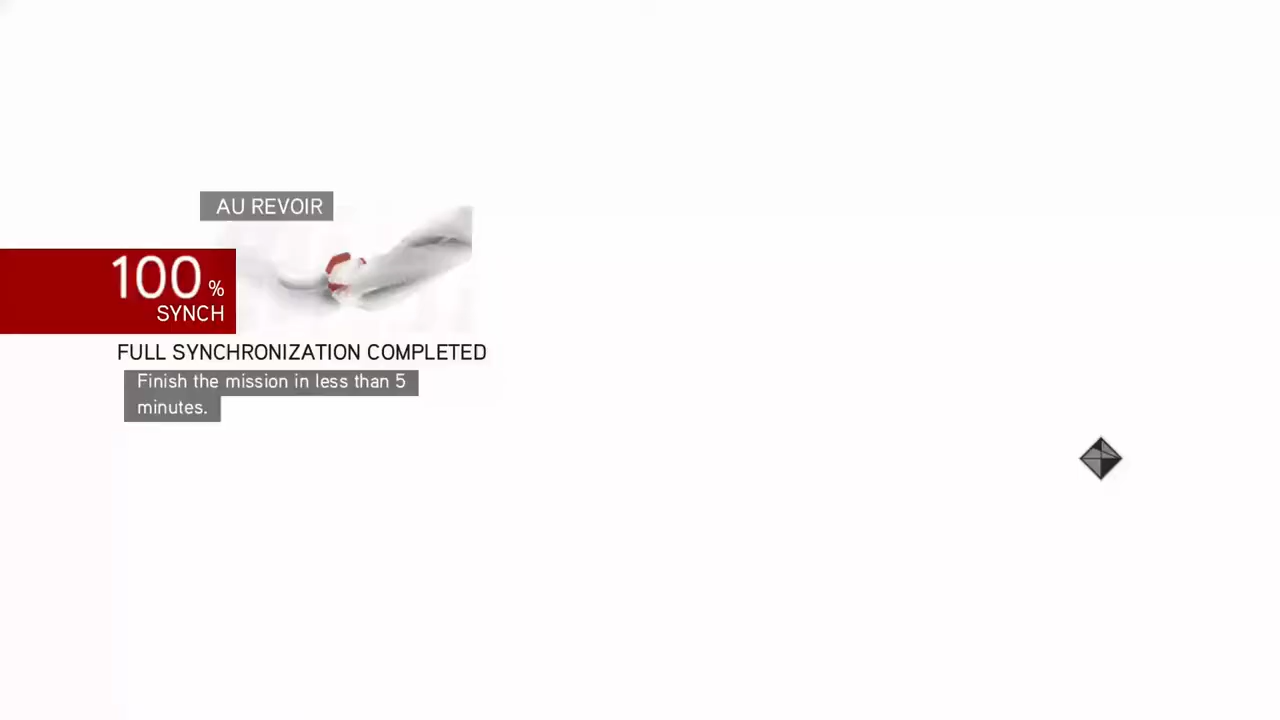 AU REVOIR
100 %
SYNCH
FULL SYNCHRONIZATION COMPLETED
Finish the mission in less than 5
minutes.